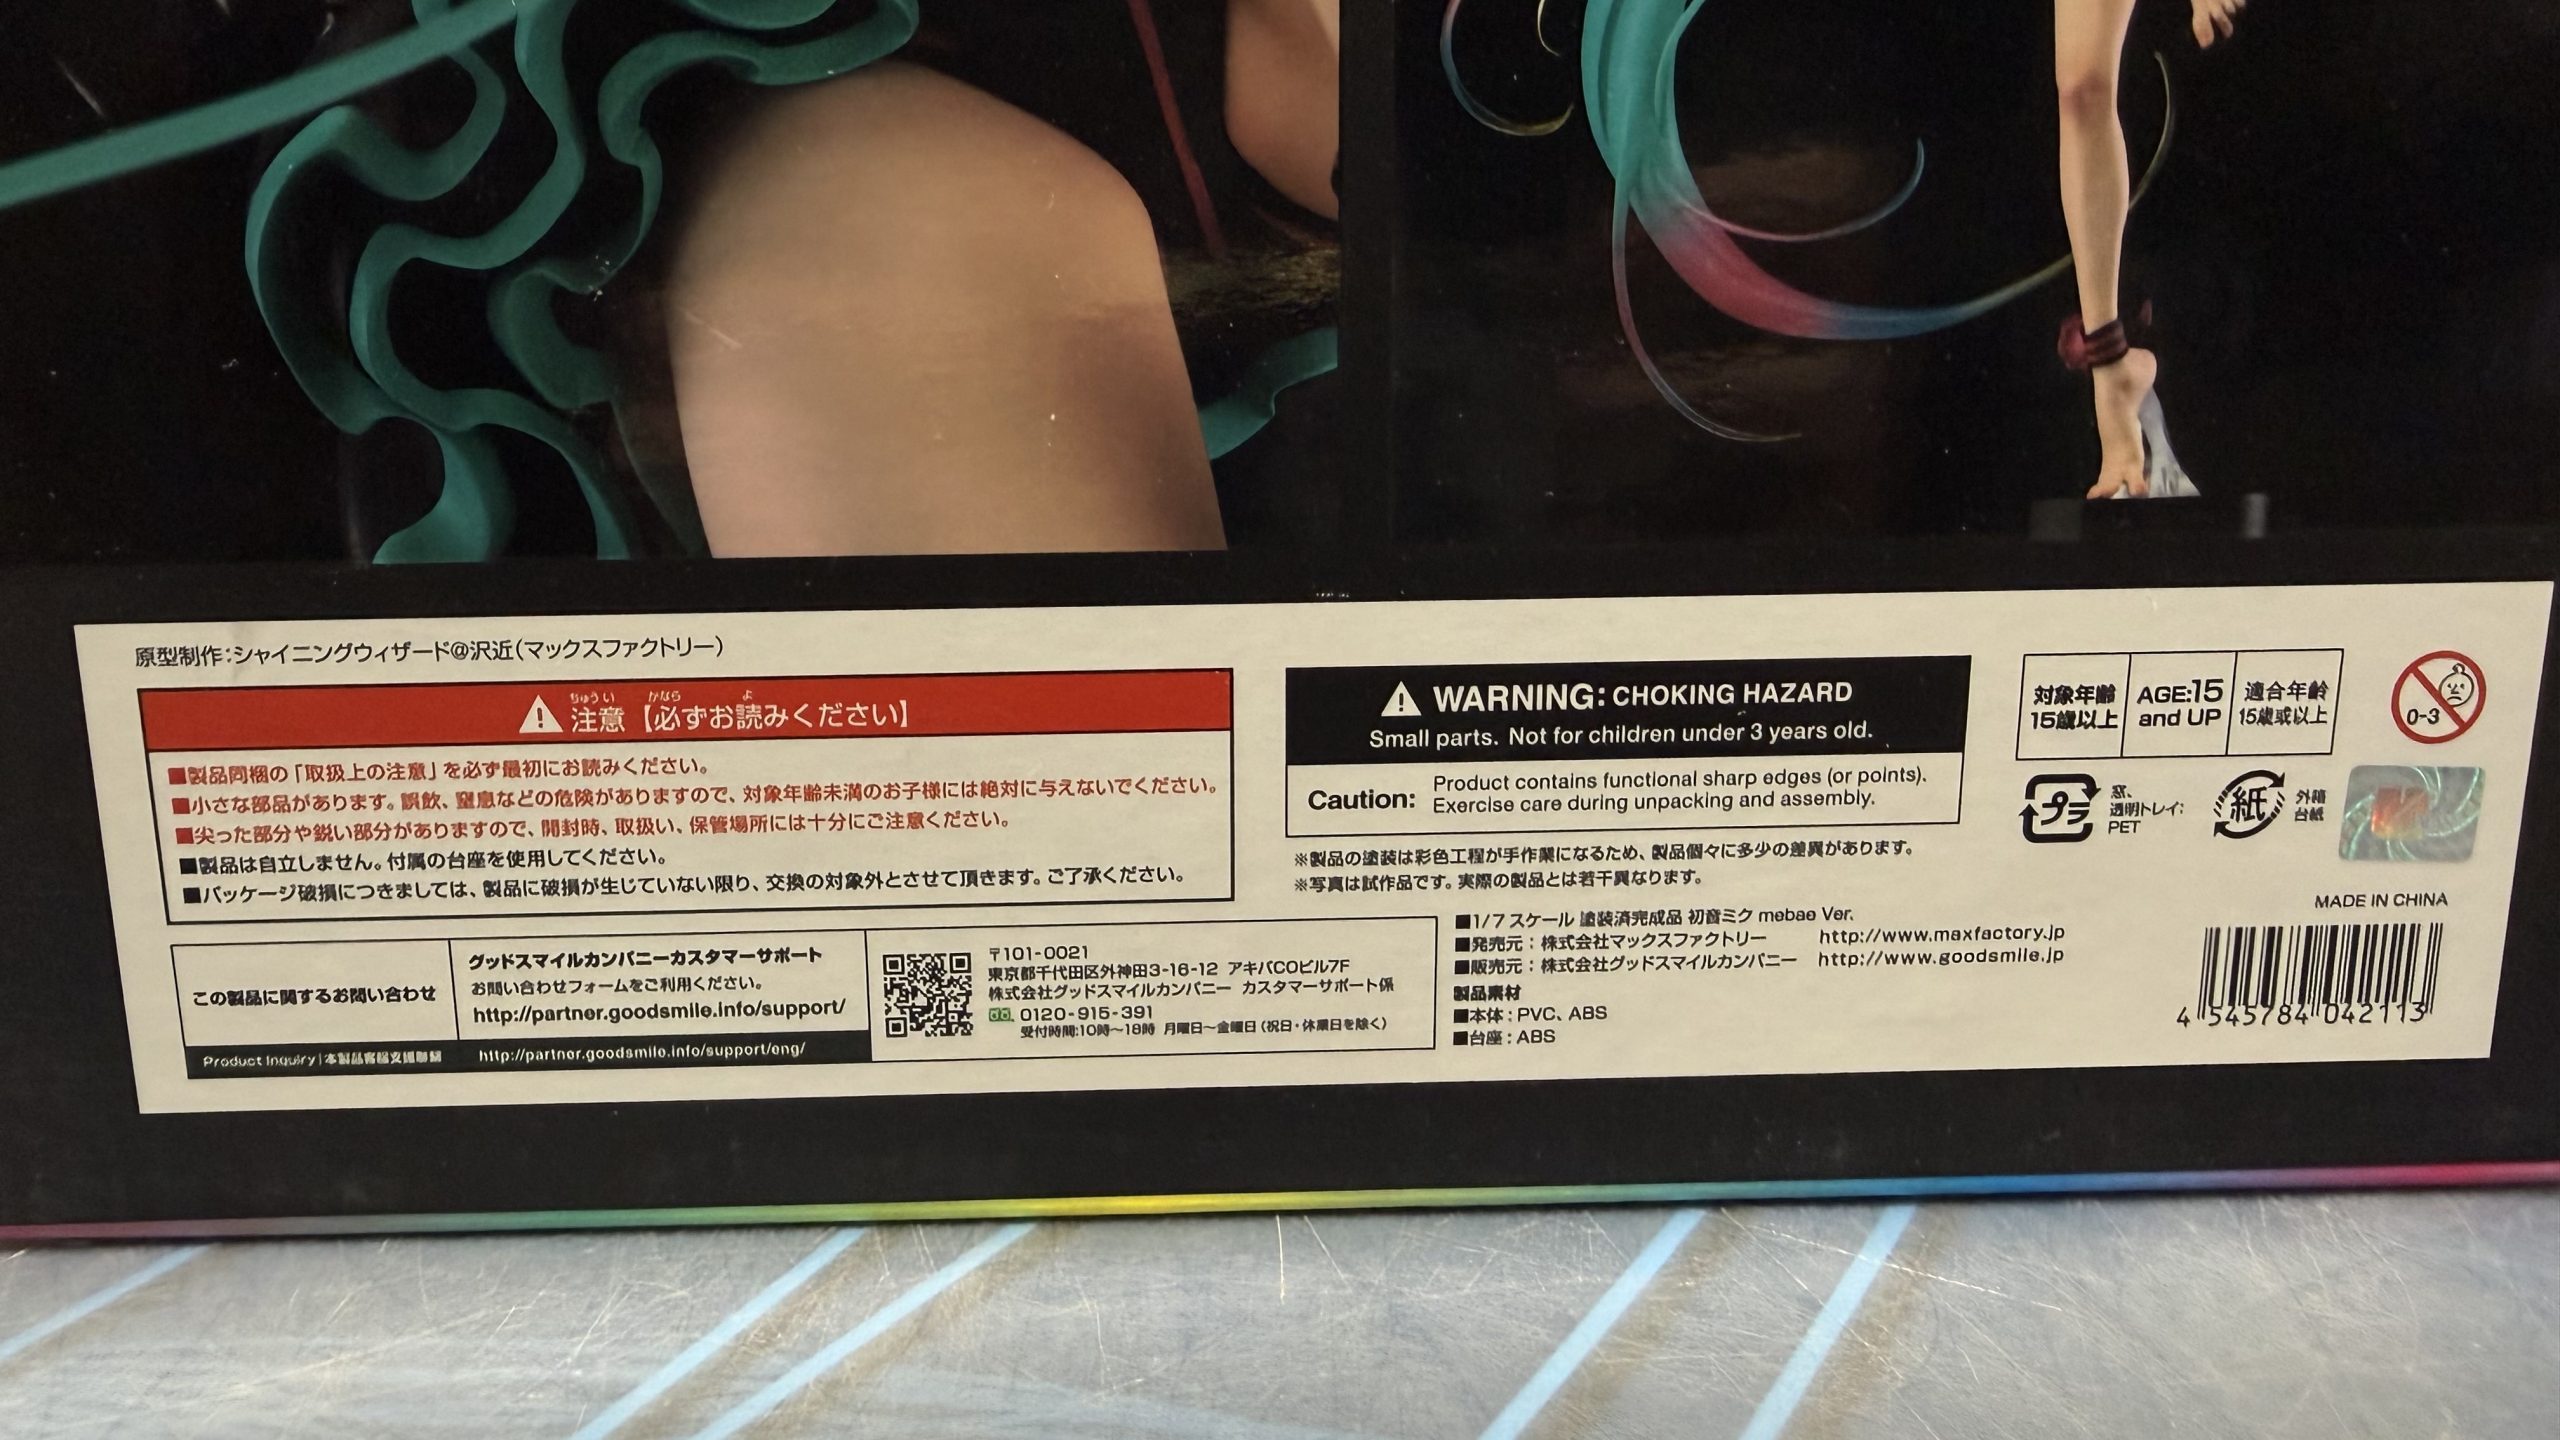 原型制作:シャイニングウィザード@沢近(マックスファクトリー)
注意【必ずお読みください】
ちゅうい かなら よ
■製品同梱の「取扱上の注意」を必ず最初にお読みください。
■小さな部品があります。誤飲、窒息などの危険がありますので、対象年齢未満のお子様には絶対に与えないでください。
■尖った部分や鋭い部分がありますので、開封時、取扱い、保管場所には十分にご注意ください。
■製品は自立しません。付属の台座を使用してください。
■パッケージ破損につきましては、製品に破損が生じていない限り、交換の対象外とさせて頂きます。ご了承ください。
この製品に関するお問い合わせ
グッドスマイルカンパニーカスタマーサポート
お問い合わせフォームをご利用ください。
http://partner.goodsmile.info/support/
Product Inquiry|本製品客服支援聯絡
http://partner.goodsmile.info/support/eng/
〒101-0021
東京都千代田区外神田3-16-12 アキバCOビル7F
株式会社グッドスマイルカンパニー カスタマーサポート係
0120-915-391
受付時間:10時～18時 月曜日～金曜日(祝日・休業日を除く)
WARNING: CHOKING HAZARD
Small parts. Not for children under 3 years old.
Caution: Product contains functional sharp edges (or points).
Exercise care during unpacking and assembly.
※製品の塗装は彩色工程が手作業になるため、製品個々に多少の差異があります。
※写真は試作品です。実際の製品とは若干異なります。
■1/7スケール 塗装済完成品 初音ミク mebae Ver.
■発売元:株式会社マックスファクトリー http://www.maxfactory.jp
■販売元:株式会社グッドスマイルカンパニー http://www.goodsmile.jp
製品素材
■本体:PVC、ABS
■台座:ABS
対象年齢
15歳以上
AGE:15
and UP
適合年齢
15歳或以上
0-3
プラ
窓、
透明トレイ:
PET
紙
外箱
台紙
MADE IN CHINA
4 545784 042113